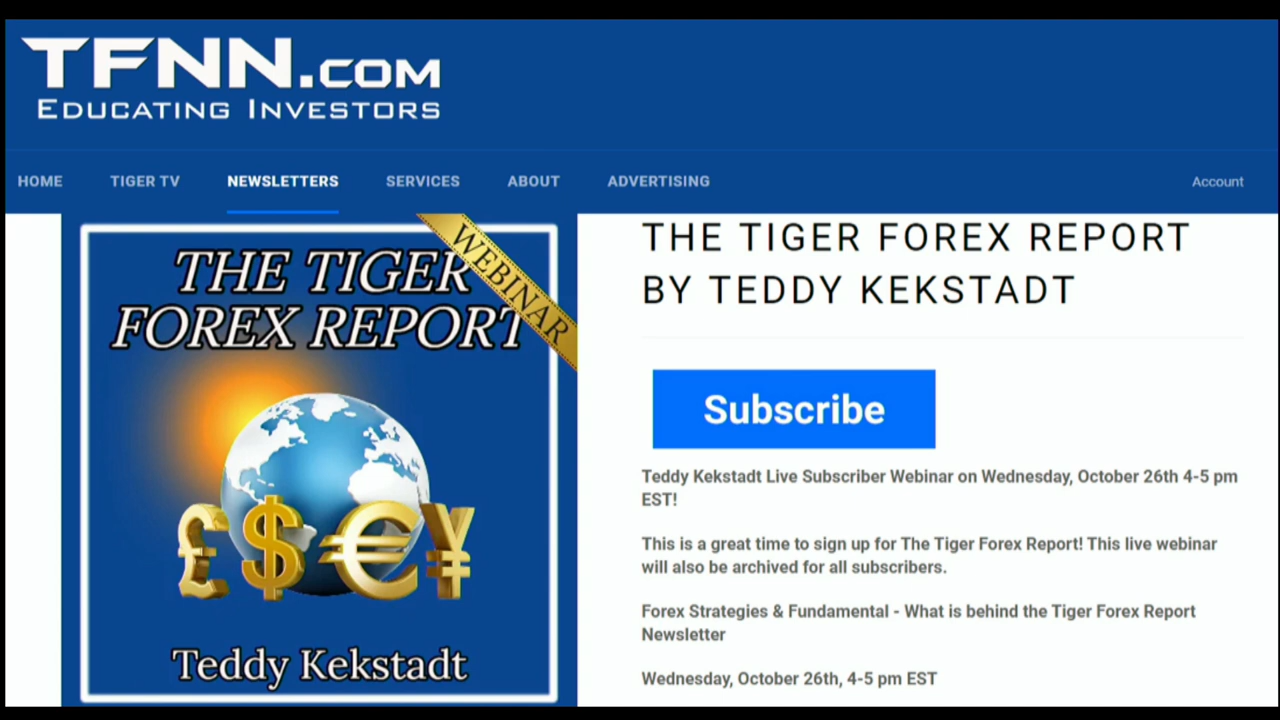 TFNN.COM
EDUCATING INVESTORS
HOME TIGER TV NEWSLETTERS SERVICES ABOUT ADVERTISING Account
THE TIGER
FOREX REPORT
WEBINAR
£$€¥
Teddy Kekstadt
THE TIGER FOREX REPORT
BY TEDDY KEKSTADT
Subscribe
Teddy Kekstadt Live Subscriber Webinar on Wednesday, October 26th 4-5 pm
EST!
This is a great time to sign up for The Tiger Forex Report! This live webinar
will also be archived for all subscribers.
Forex Strategies & Fundamental - What is behind the Tiger Forex Report
Newsletter
Wednesday, October 26th, 4-5 pm EST